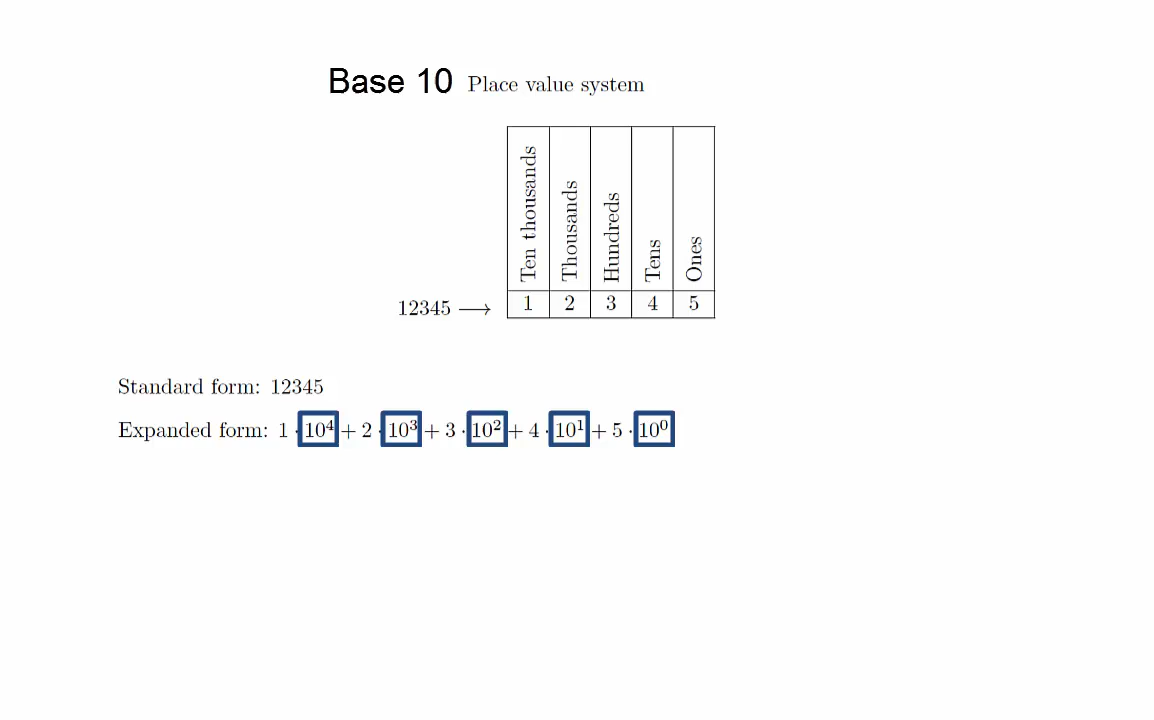 Base 10 Place value system
Ten thousands Thousands Hundreds Tens Ones
12345 ⟶ 1 2 3 4 5
Standard form: 12345
Expanded form: 1 · 10⁴ + 2 · 10³ + 3 · 10² + 4 · 10¹ + 5 · 10⁰